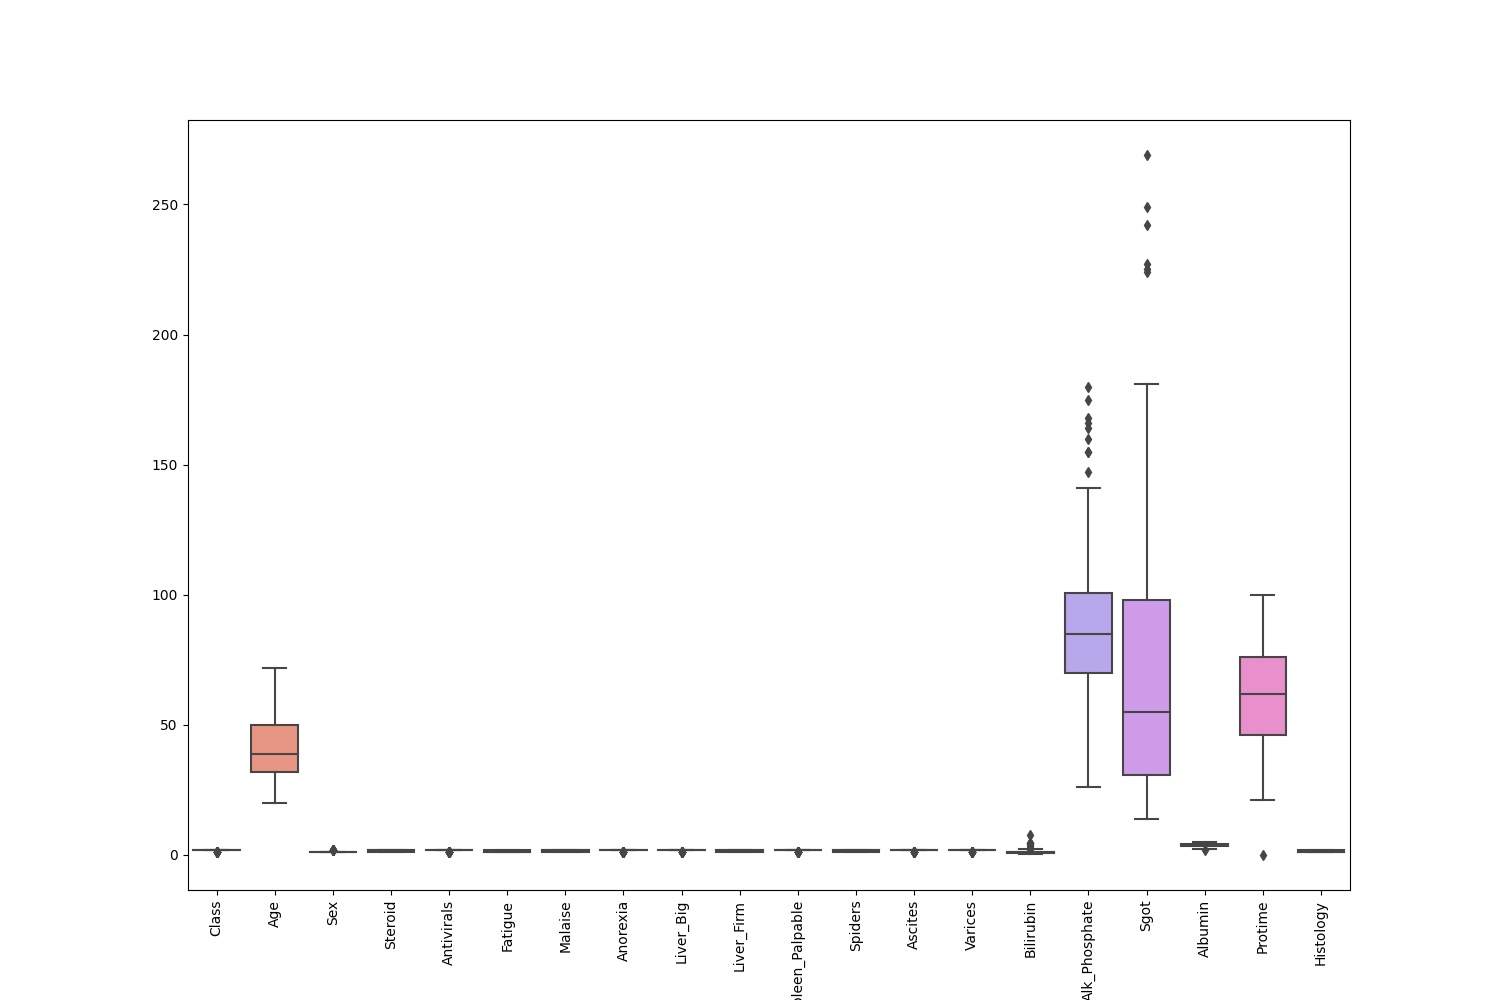 250
200
150
100
50
0
Class
Age
Sex
Steroid
Antivirals
Fatigue
Malaise
Anorexia
Liver_Big
Liver_Firm
pleen_Palpable
Spiders
Ascites
Varices
Bilirubin
Alk_Phosphate
Sgot
Albumin
Protime
Histology